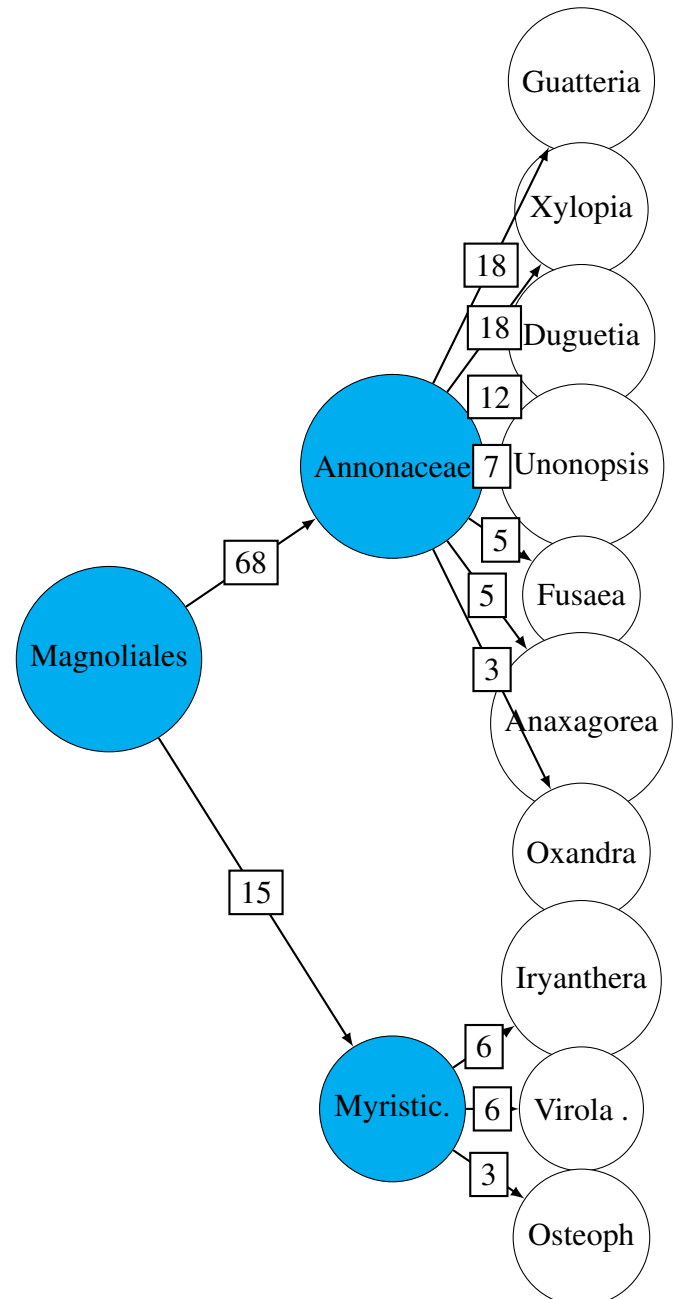 Guatteria
Xylopia
18
18
Duguetia
12
Annonaceae
7
Unonopsis
5
68
5
Fusaea
Magnoliales
3
Anaxagorea
Oxandra
15
Iryanthera
6
Myristic.
6
Virola .
3
Osteoph